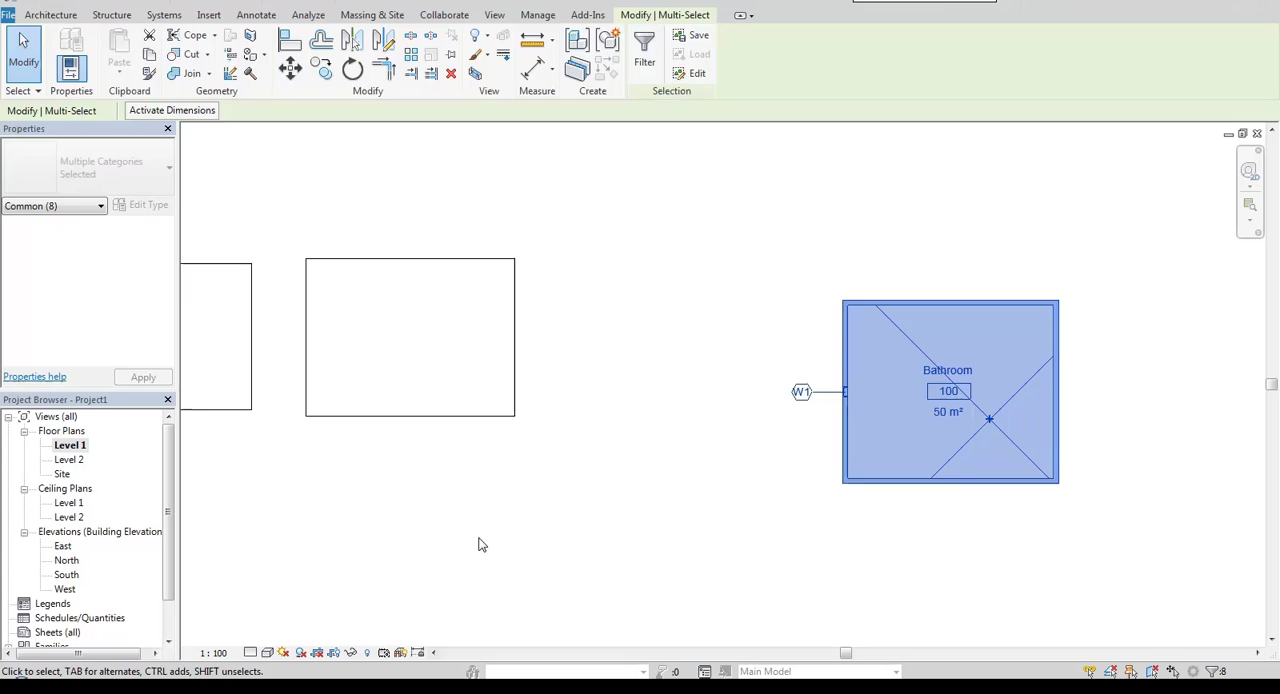 File Architecture Structure Systems Insert Annotate Analyze Massing & Site Collaborate View Manage Add-Ins Modify | Multi-Select
Modify Paste Cope Cut Join Filter Save Load Edit
Select Properties Clipboard Geometry Modify View Measure Create Selection
Modify | Multi-Select Activate Dimensions
Properties
Multiple Categories
Selected
Common (8) Edit Type
Properties help Apply
Project Browser - Project1
Views (all)
Floor Plans
Level 1
Level 2
Site
Ceiling Plans
Level 1
Level 2
Elevations (Building Elevation
East
North
South
West
Legends
Schedules/Quantities
Sheets (all)
2D
Bathroom
W1
100
50 m²
1 : 100
Click to select, TAB for alternates, CTRL adds, SHIFT unselects. :0 Main Model :8